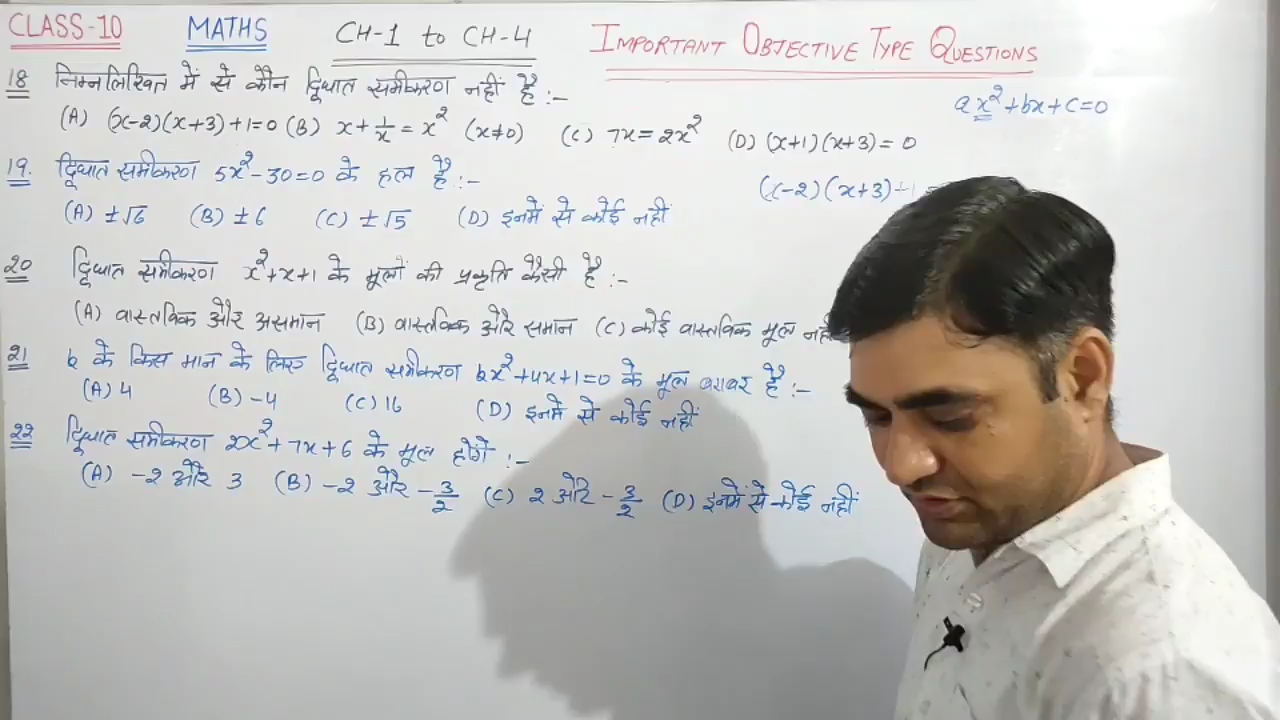 CLASS-10 MATHS CH-1 to CH-4 IMPORTANT OBJECTIVE TYPE QUESTIONS
18 निम्नलिखित में से कौन द्विघात समीकरण नहीं है :-
ax²+bx+c=0
(A) (x-2)(x+3)+1=0 (B) x+1/x=x² (x≠0) (C) 7x=2x² (D) (x+1)(x+3)=0
19. द्विघात समीकरण 5x²-30=0 के हल है :-
(x-2)(x+3)+1
(A) ±√6 (B) ±6 (C) ±√5 (D) इनमें से कोई नहीं
20 द्विघात समीकरण x²+x+1 के मूलों की प्रकृति कैसी है :-
(A) वास्तविक और असमान (B) वास्तविक और समान (C) कोई वास्तविक मूल नहीं
21 k के किस मान के लिए द्विघात समीकरण kx²+4x+1=0 के मूल बराबर है :-
(A) 4 (B) -4 (C) 16 (D) इनमें से कोई नहीं
22 द्विघात समीकरण 2x²+7x+6 के मूल होगें :-
(A) -2 और 3 (B) -2 और -3/2 (C) 2 और -3/2 (D) इनमें से कोई नहीं